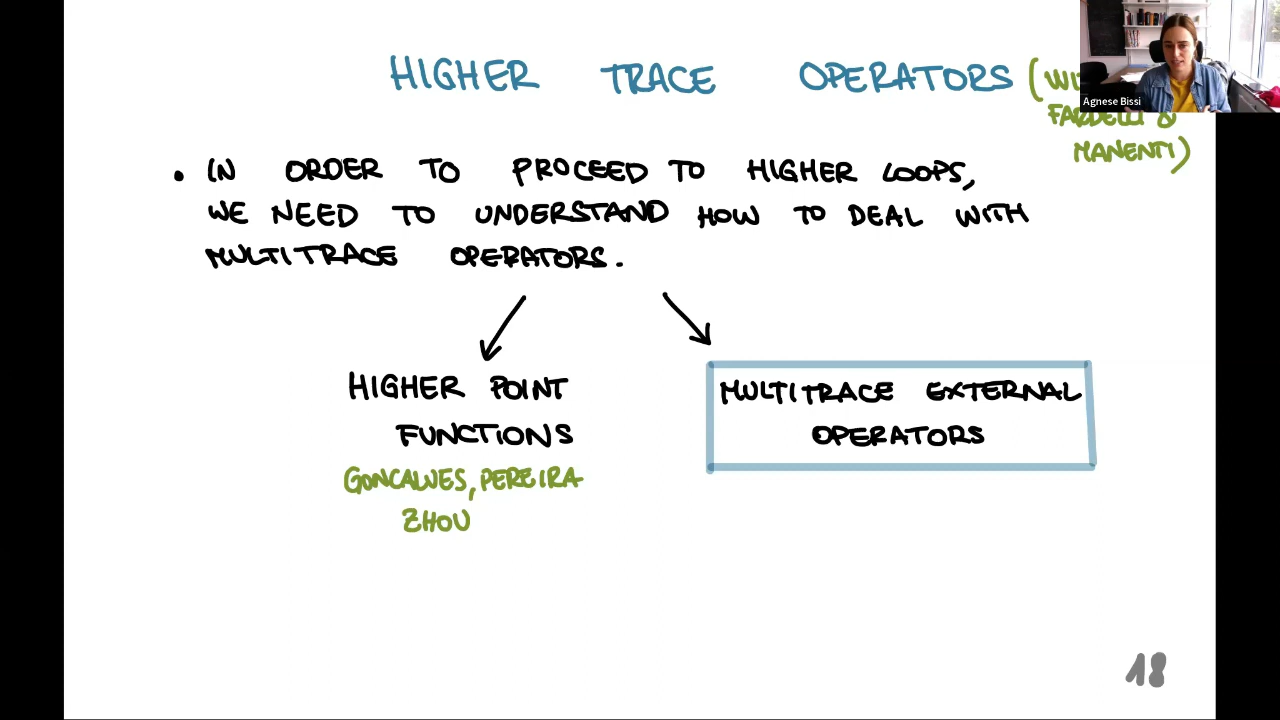 HIGHER TRACE OPERATORS
FARDELLI &
MANENTI)
Agnese Bissi
• IN ORDER TO PROCEED TO HIGHER LOOPS,
WE NEED TO UNDERSTAND HOW TO DEAL WITH
MULTITRACE OPERATORS.
HIGHER POINT
FUNCTIONS
GONCALVES, PEREIRA
ZHOU
MULTITRACE EXTERNAL
OPERATORS
18